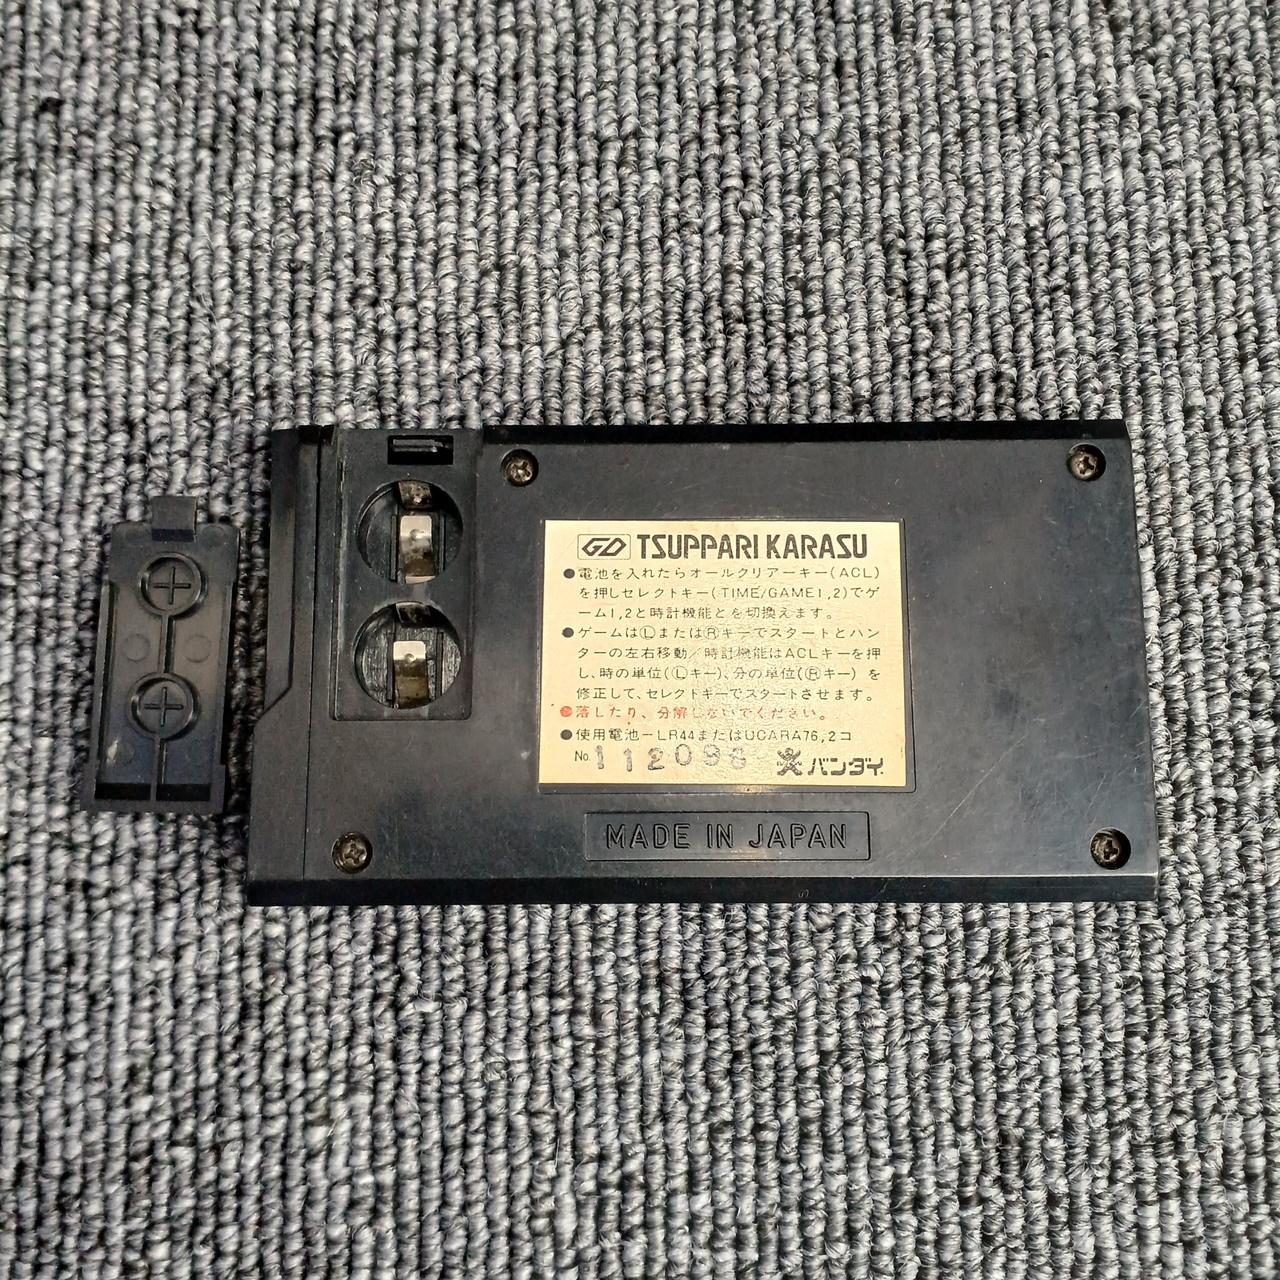 GD TSUPPARI KARASU
●電池を入れたらオールクリアーキー(ACL)
を押しセレクトキー(TIME/GAME1,2)でゲ
ーム1,2と時計機能とを切換えます。
●ゲームはⓁまたはⓇキーでスタートとハン
ターの左右移動/時計機能はACLキーを押
し、時の単位(Ⓛキー)、分の単位(Ⓡキー)を
修正して、セレクトキーでスタートさせます。
●落したり、分解しないでください。
●使用電池-LR44またはUCARA76,2コ
No. 112098 バンダイ
MADE IN JAPAN